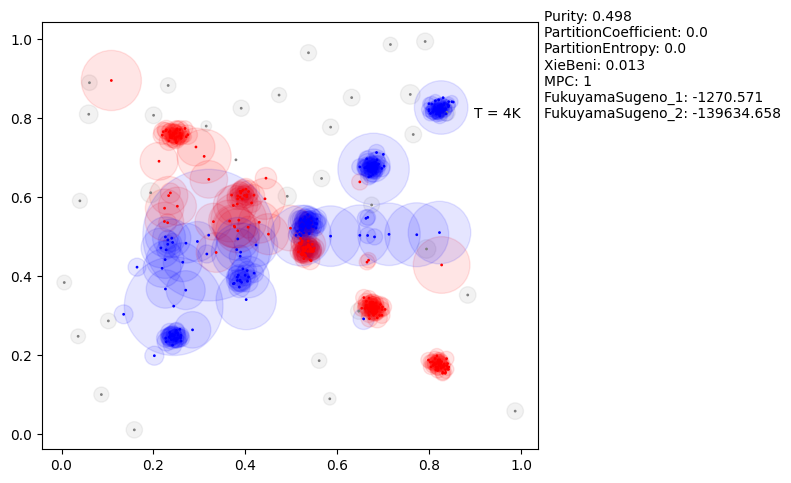 Purity: 0.498
PartitionCoefficient: 0.0
PartitionEntropy: 0.0
XieBeni: 0.013
MPC: 1
FukuyamaSugeno_1: -1270.571
FukuyamaSugeno_2: -139634.658
T = 4K
1.0
0.8
0.6
0.4
0.2
0.0
0.0 0.2 0.4 0.6 0.8 1.0